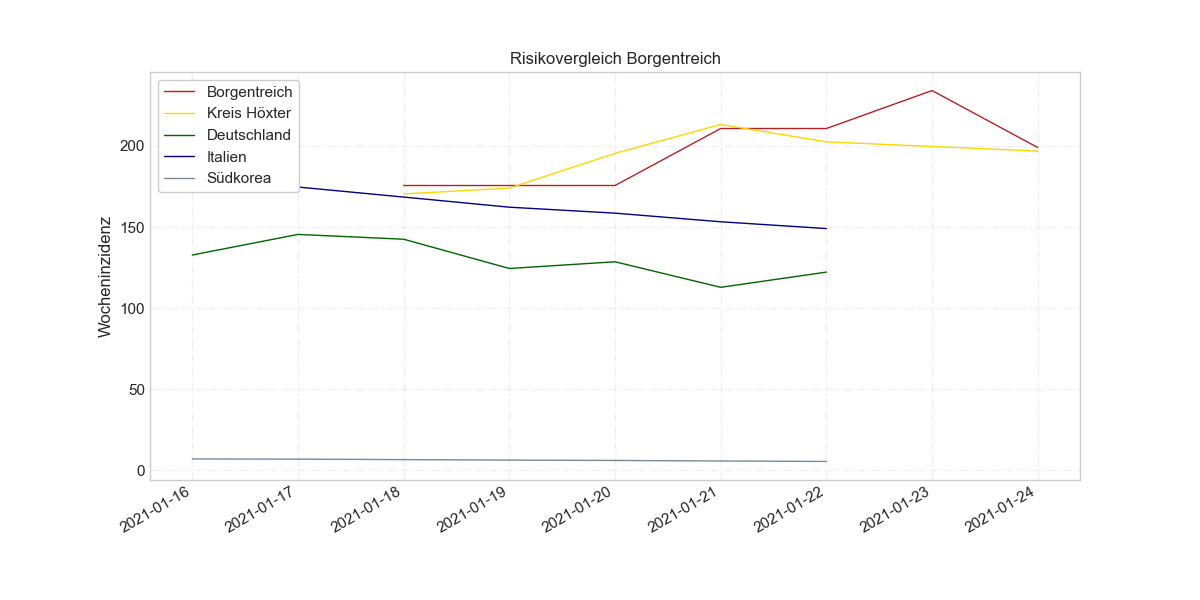 Risikovergleich Borgentreich
Borgentreich
Kreis Höxter
Deutschland
Italien
Südkorea
Wocheninzidenz
200
150
100
50
0
2021-01-16
2021-01-17
2021-01-18
2021-01-19
2021-01-20
2021-01-21
2021-01-22
2021-01-23
2021-01-24